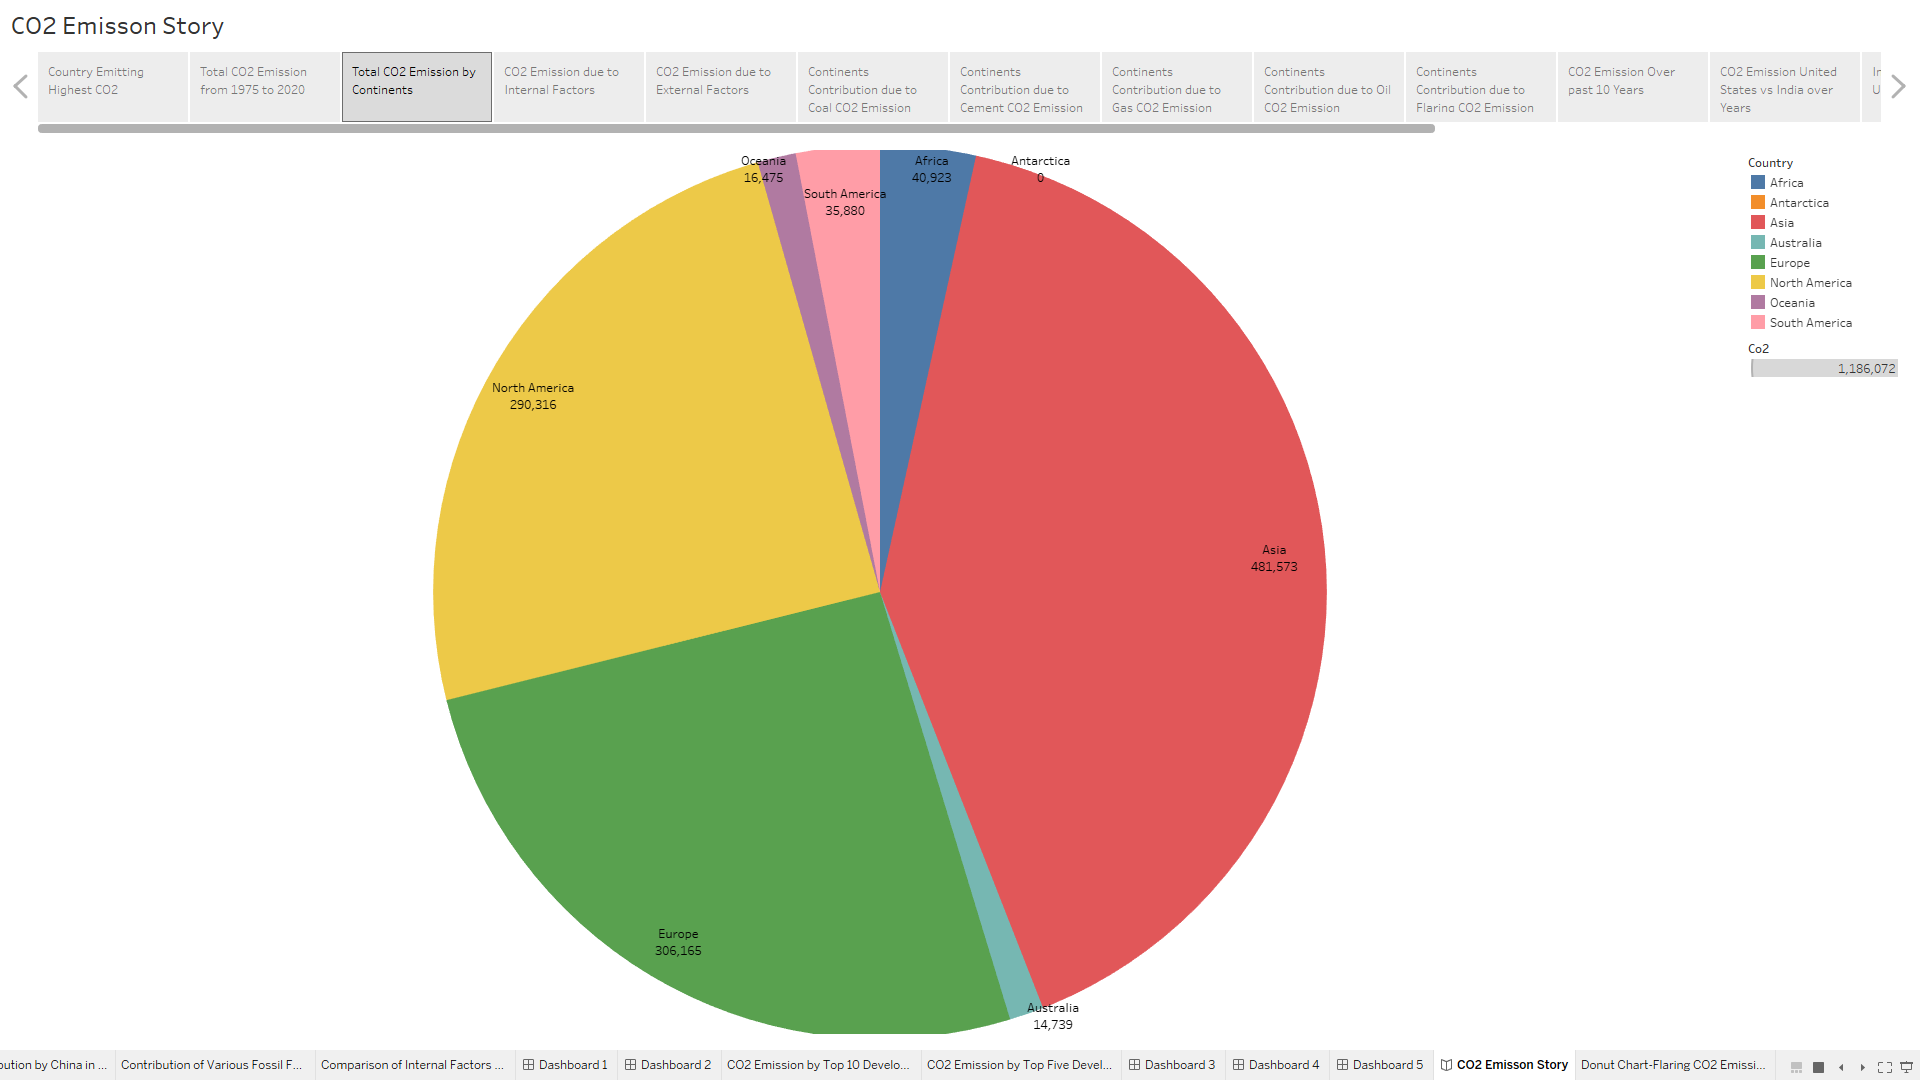 CO2 Emisson Story
Country Emitting
Highest CO2
Total CO2 Emission
from 1975 to 2020
Total CO2 Emission by
Continents
CO2 Emission due to
Internal Factors
CO2 Emission due to
External Factors
Continents
Contribution due to
Coal CO2 Emission
Continents
Contribution due to
Cement CO2 Emission
Continents
Contribution due to
Gas CO2 Emission
Continents
Contribution due to Oil
CO2 Emission
Continents
Contribution due to
Flaring CO2 Emission
CO2 Emission Over
past 10 Years
CO2 Emission United
States vs India over
Years
Oceania
16,475
South America
35,880
Africa
40,923
Antarctica
0
North America
290,316
Asia
481,573
Europe
306,165
Australia
14,739
Country
Africa
Antarctica
Asia
Australia
Europe
North America
Oceania
South America
Co2
1,186,072
bution by China in ...
Contribution of Various Fossil F...
Comparison of Internal Factors ...
Dashboard 1
Dashboard 2
CO2 Emission by Top 10 Develo...
CO2 Emission by Top Five Devel...
Dashboard 3
Dashboard 4
Dashboard 5
CO2 Emisson Story
Donut Chart-Flaring CO2 Emissi...